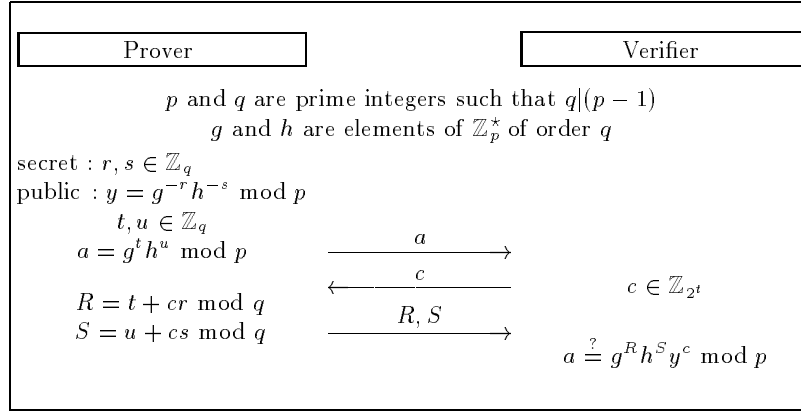 Prover Verifier
p and q are prime integers such that q|(p − 1)
g and h are elements of ℤ_p^⋆ of order q
secret : r, s ∈ ℤ_q
public : y = g^{−r}h^{−s} mod p
t, u ∈ ℤ_q
a = g^t h^u mod p
a
c
c ∈ ℤ_{2^t}
R = t + cr mod q
S = u + cs mod q
R, S
a ≟ g^R h^S y^c mod p